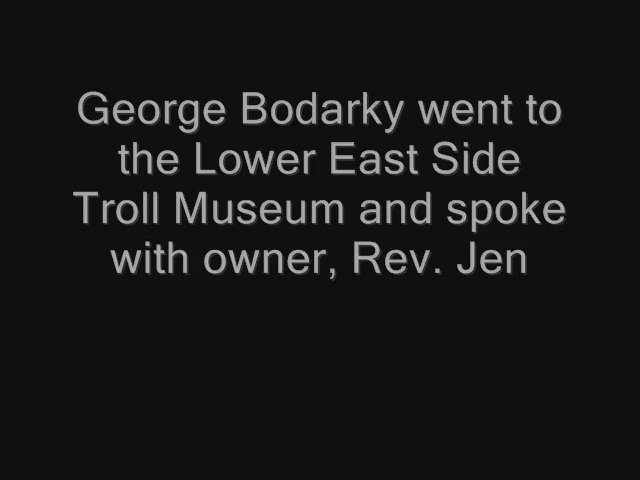 George Bodarky went to
the Lower East Side
Troll Museum and spoke
with owner, Rev. Jen